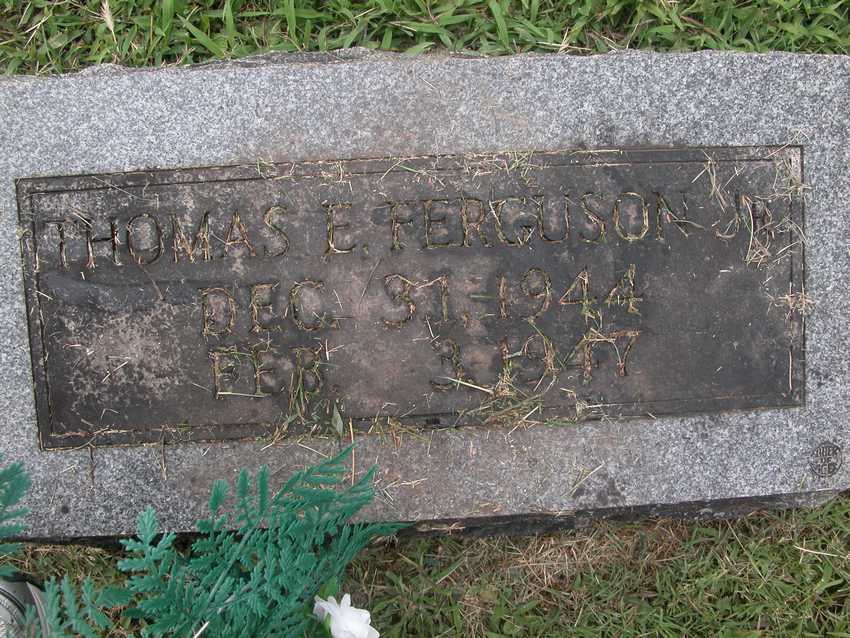 THOMAS E. FERGUSON JR.
DEC. 31, 1944
FEB. 3, 1947